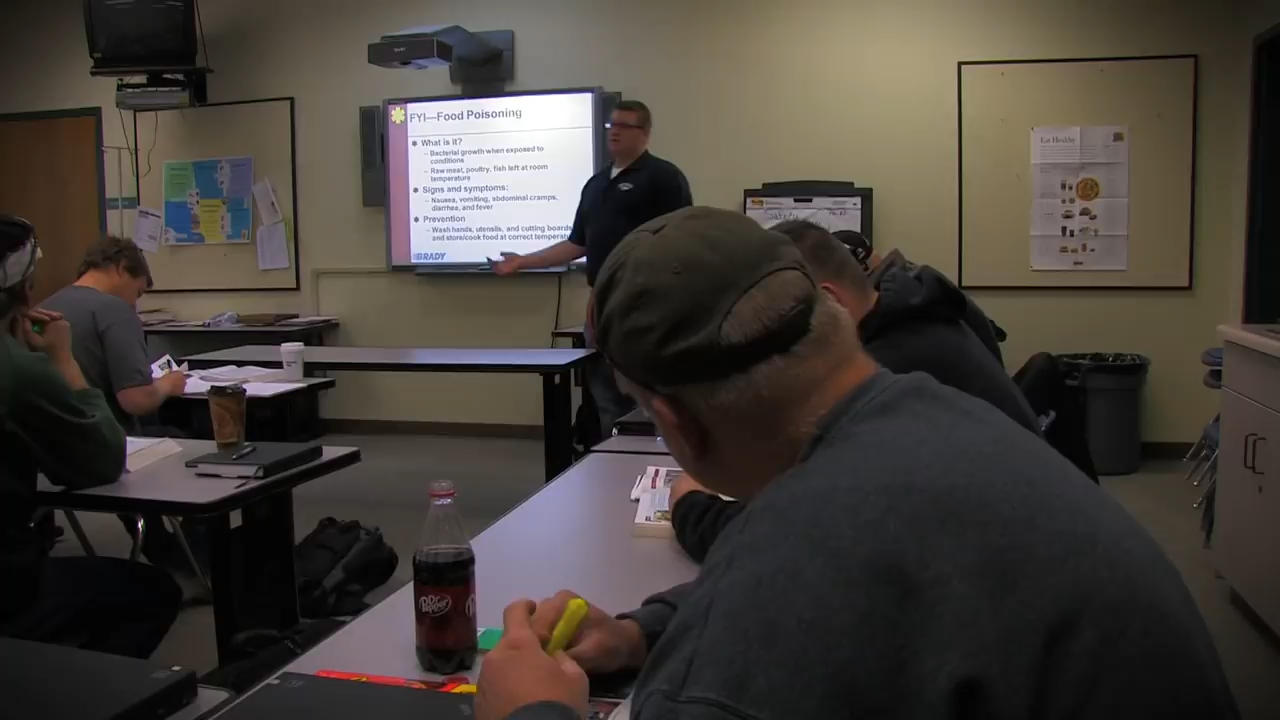 FYI—Food Poisoning
What is it?
– Bacterial growth when exposed to
conditions
– Raw meat, poultry, fish left at room
temperature
Signs and symptoms:
– Nausea, vomiting, abdominal cramps,
diarrhea, and fever
Prevention
– Wash hands, utensils, and cutting boards
and store/cook food at correct temperatu
BRADY
Eat Healthy
Dr Pepper